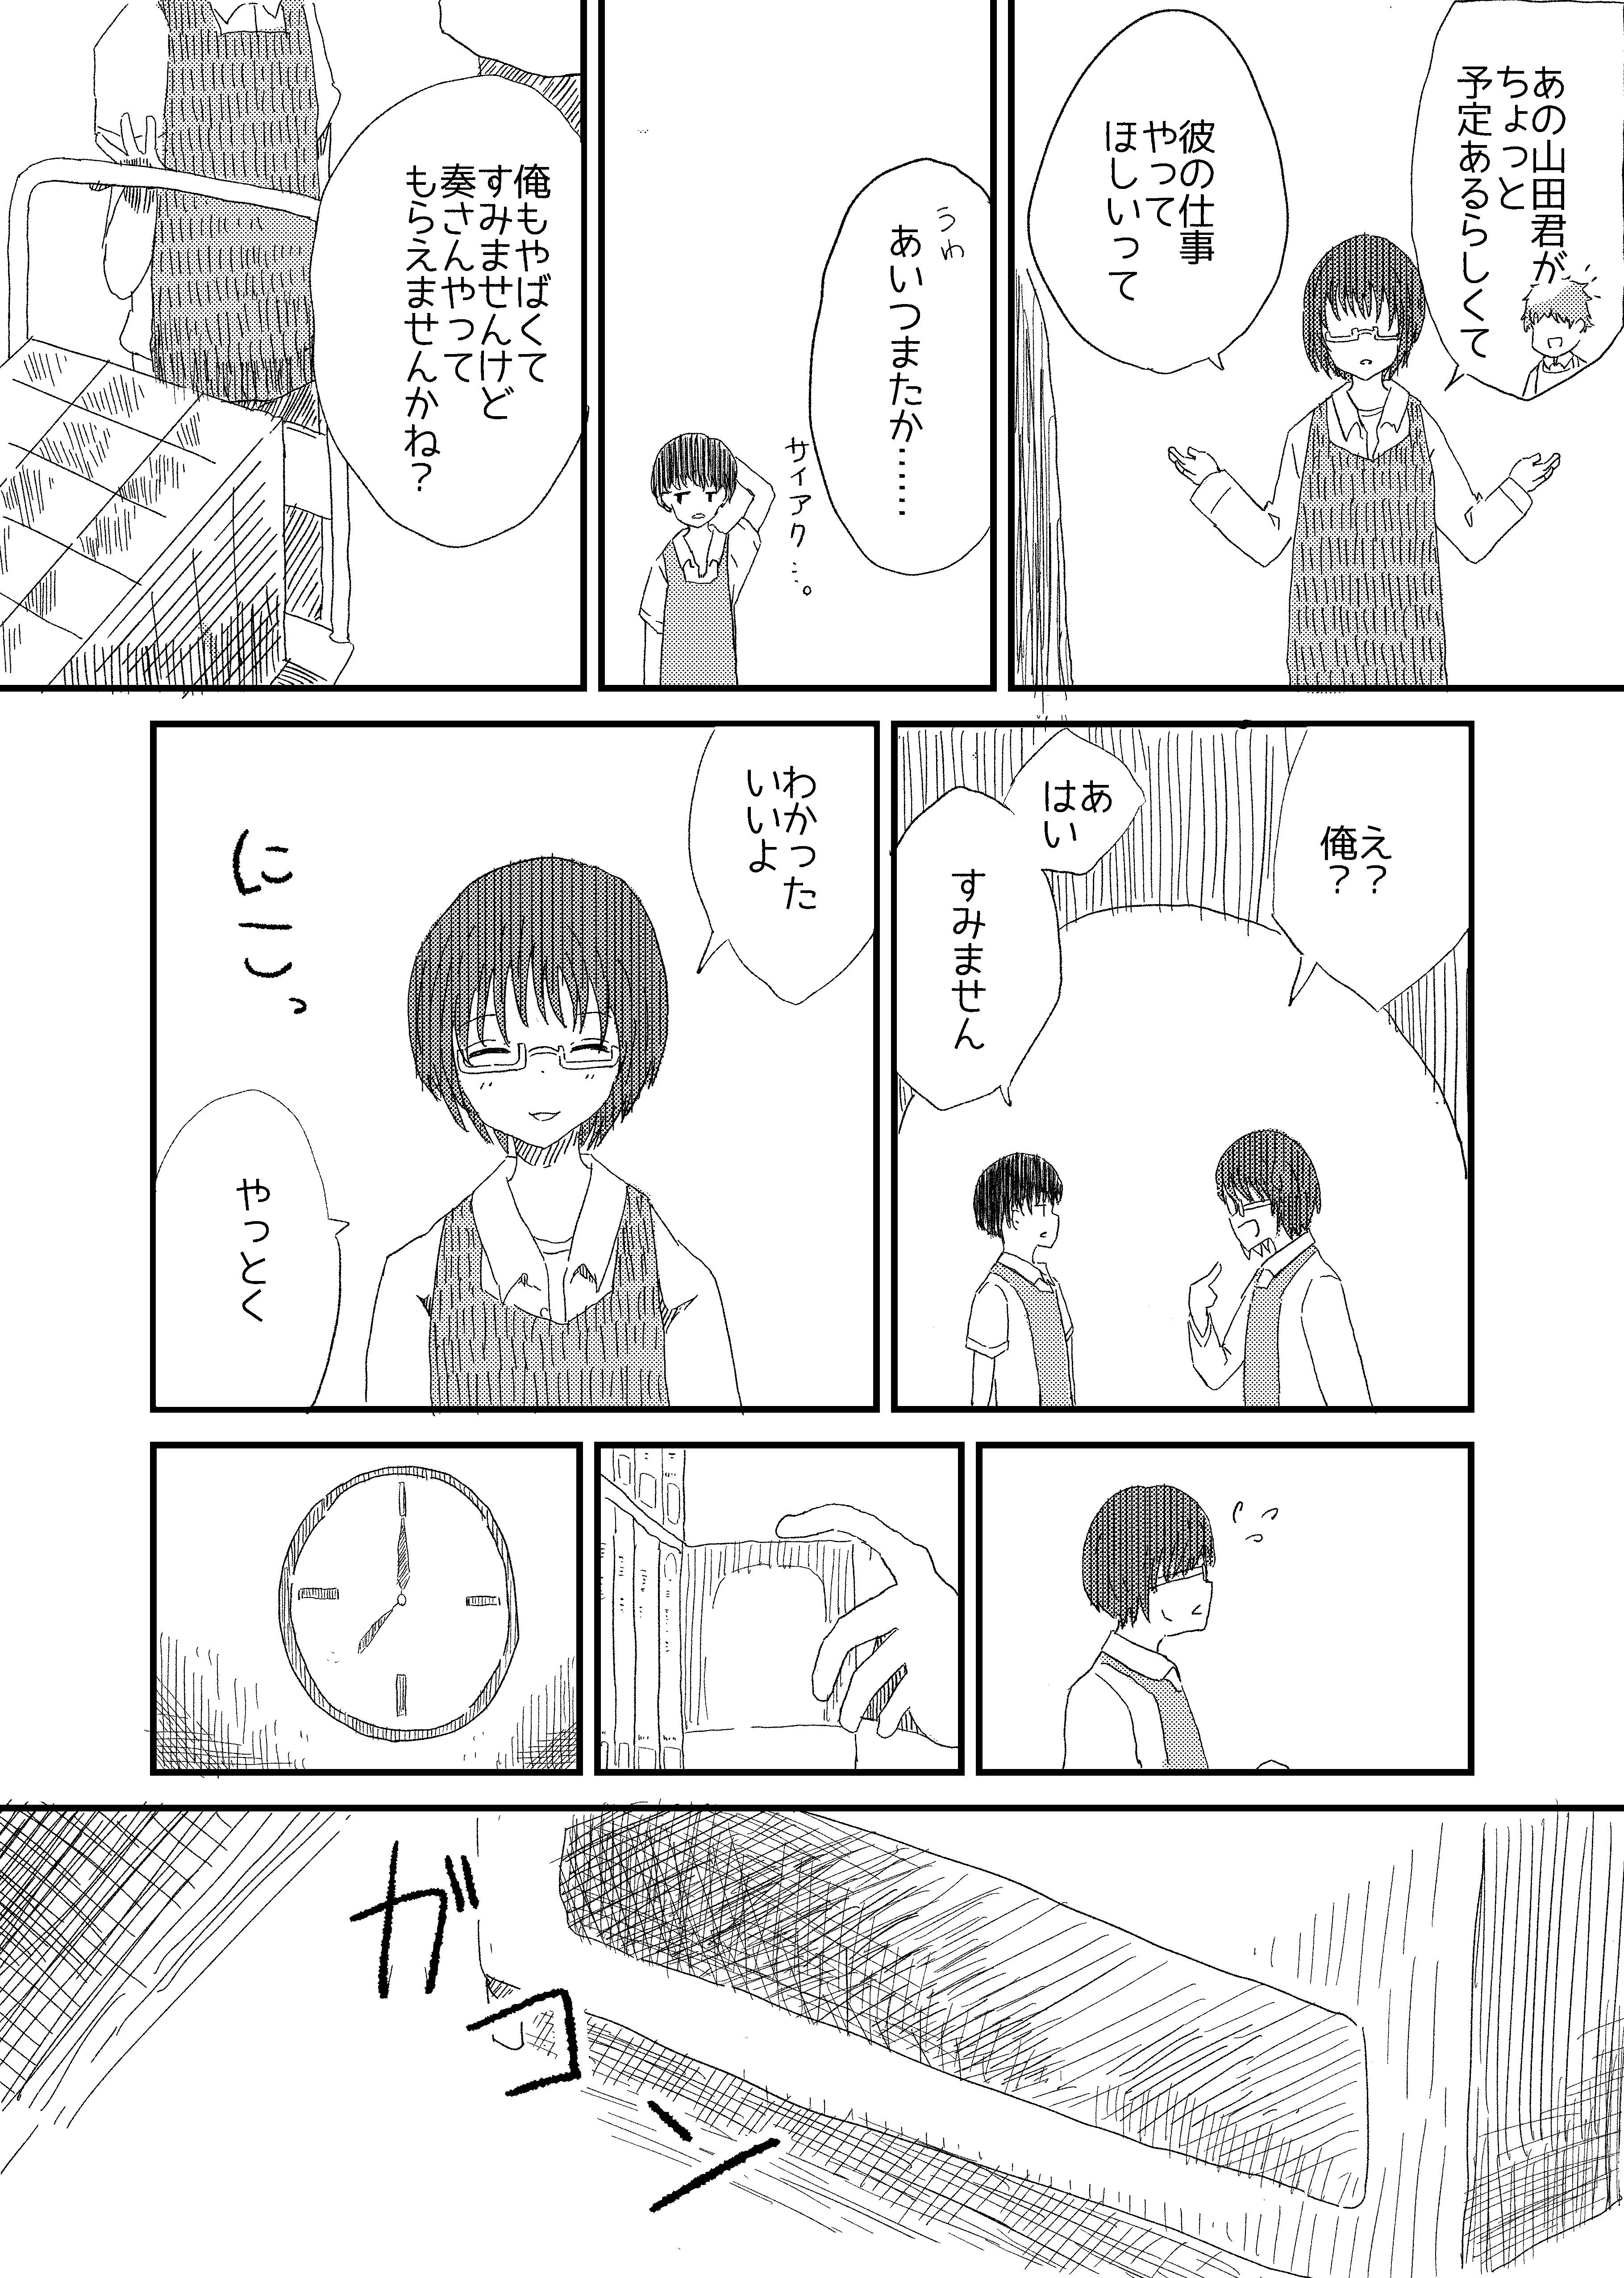 あの山田君が
ちょっと
予定あるらしくて
彼の仕事
やって
ほしいって
うわ
あいつまたか……
サイアク…。
俺もやばくて
すみませんけど
奏さんやって
もらえませんかね？
え？
俺？
あ
はい
すみません
わかった
いいよ
にこっ
やっとく
ガコン